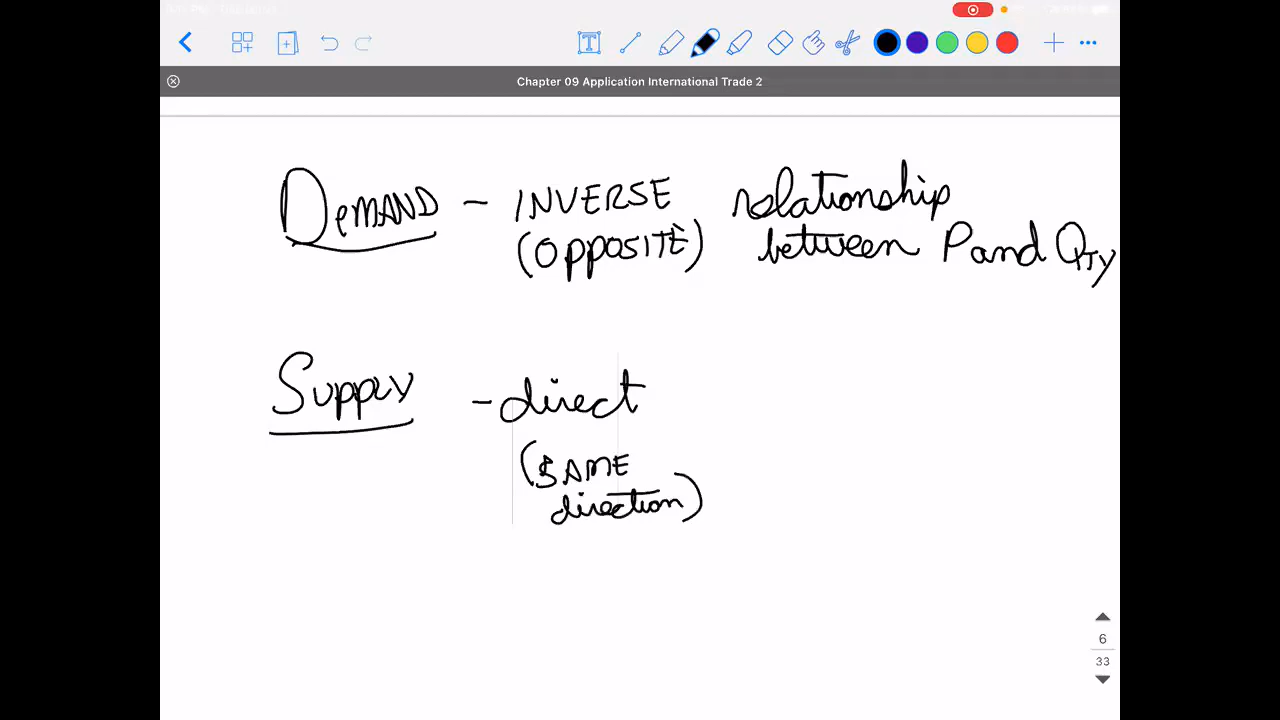 Chapter 09 Application International Trade 2
DEMAND - INVERSE relationship
(OPPOSITE) between P and QTY
SUPPLY - direct
(SAME
direction)
6
33